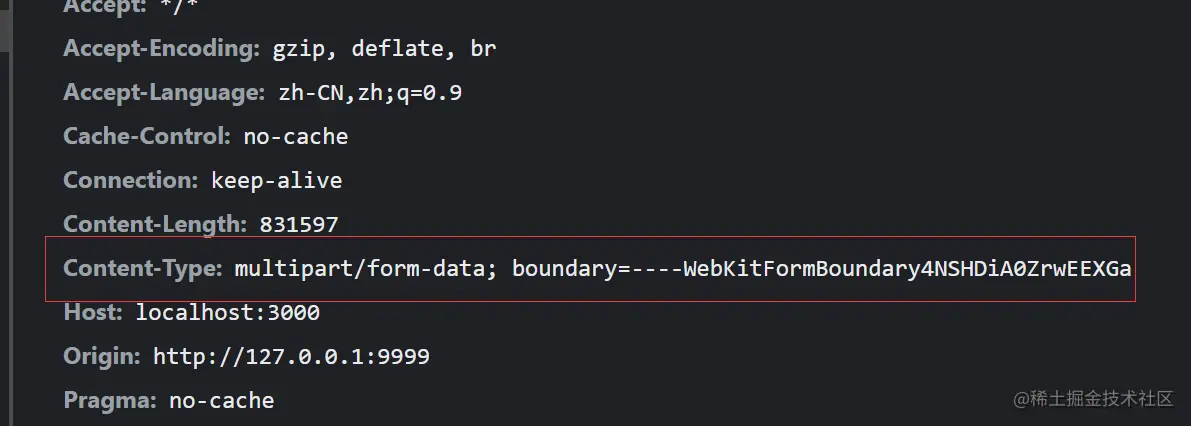 Accept: */*
Accept-Encoding: gzip, deflate, br
Accept-Language: zh-CN,zh;q=0.9
Cache-Control: no-cache
Connection: keep-alive
Content-Length: 831597
Content-Type: multipart/form-data; boundary=----WebKitFormBoundary4NSHDiA0ZrwEEXGa
Host: localhost:3000
Origin: http://127.0.0.1:9999
Pragma: no-cache
@稀土掘金技术社区